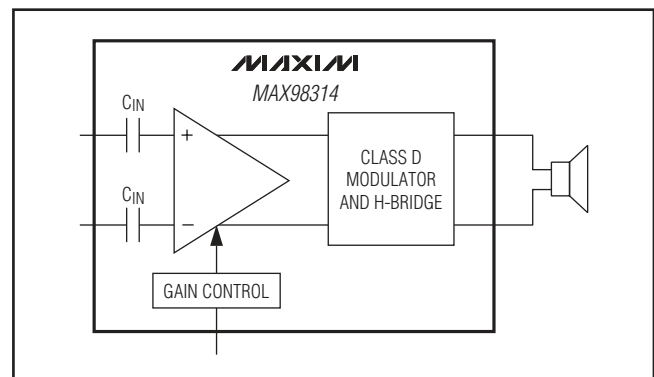 MAXIM
MAX98314
CIN
+
CIN
−
CLASS D
MODULATOR
AND H-BRIDGE
GAIN CONTROL